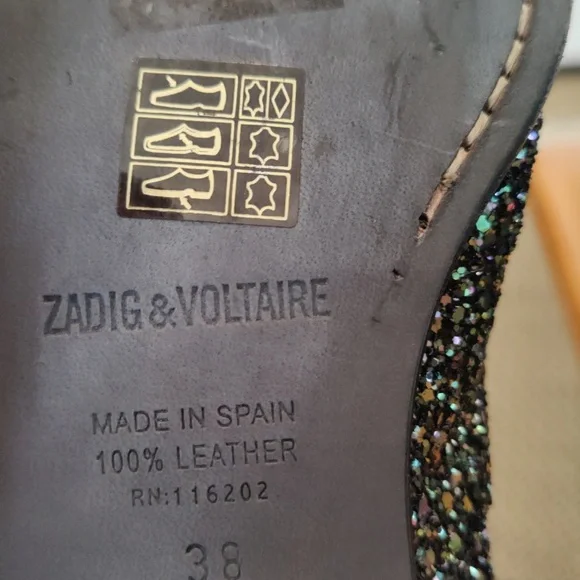 ZADIG&VOLTAIRE
MADE IN SPAIN
100% LEATHER
RN:116202
38